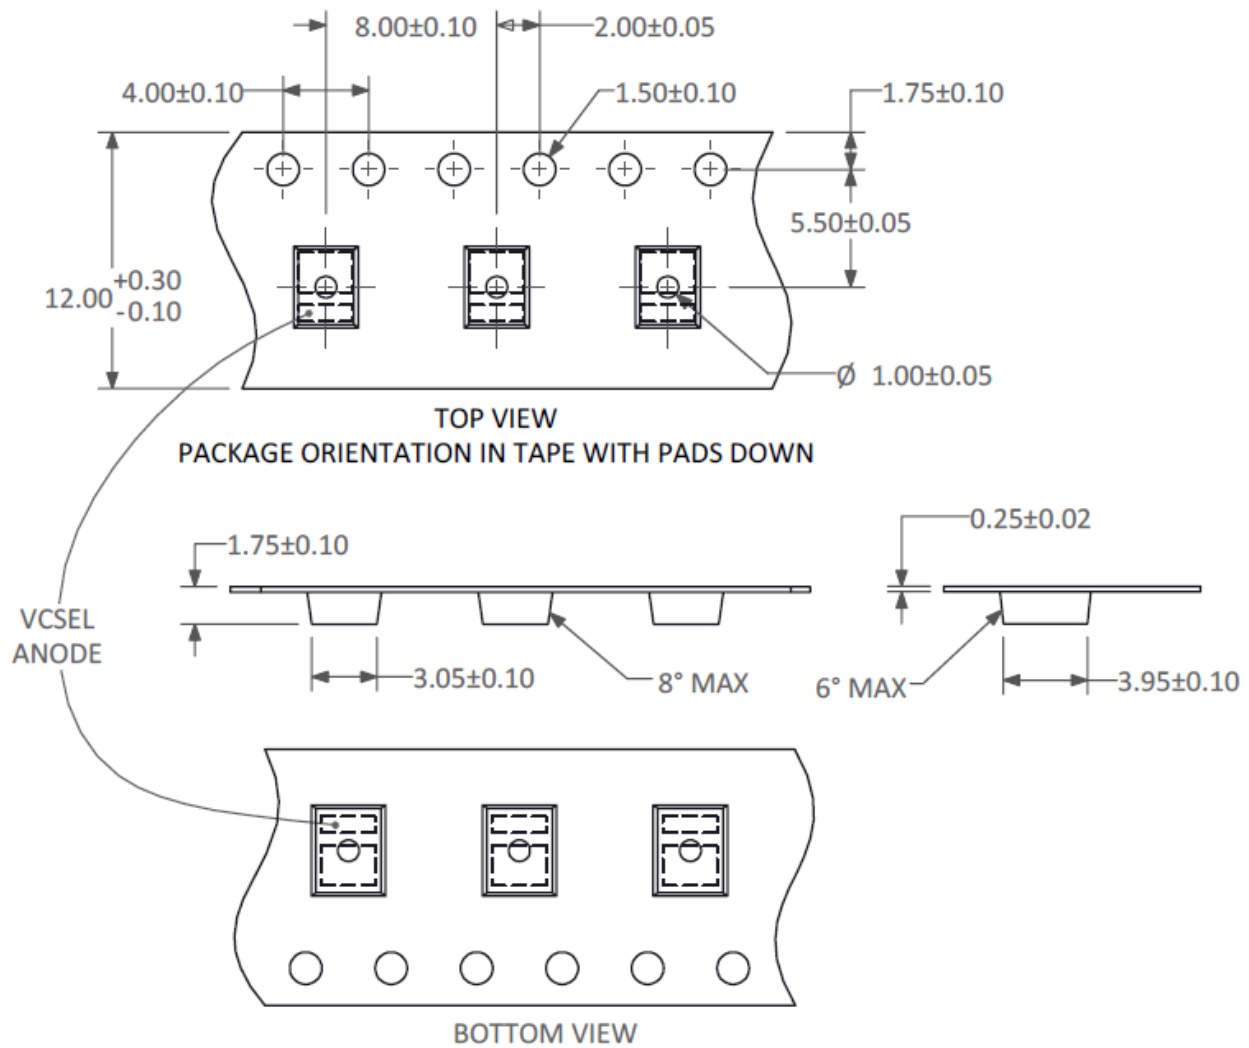 8.00±0.10
2.00±0.05
4.00±0.10
1.50±0.10
1.75±0.10
5.50±0.05
12.00 +0.30
-0.10
Ø 1.00±0.05
TOP VIEW
PACKAGE ORIENTATION IN TAPE WITH PADS DOWN
1.75±0.10
0.25±0.02
VCSEL
ANODE
3.05±0.10
8° MAX
6° MAX
3.95±0.10
BOTTOM VIEW